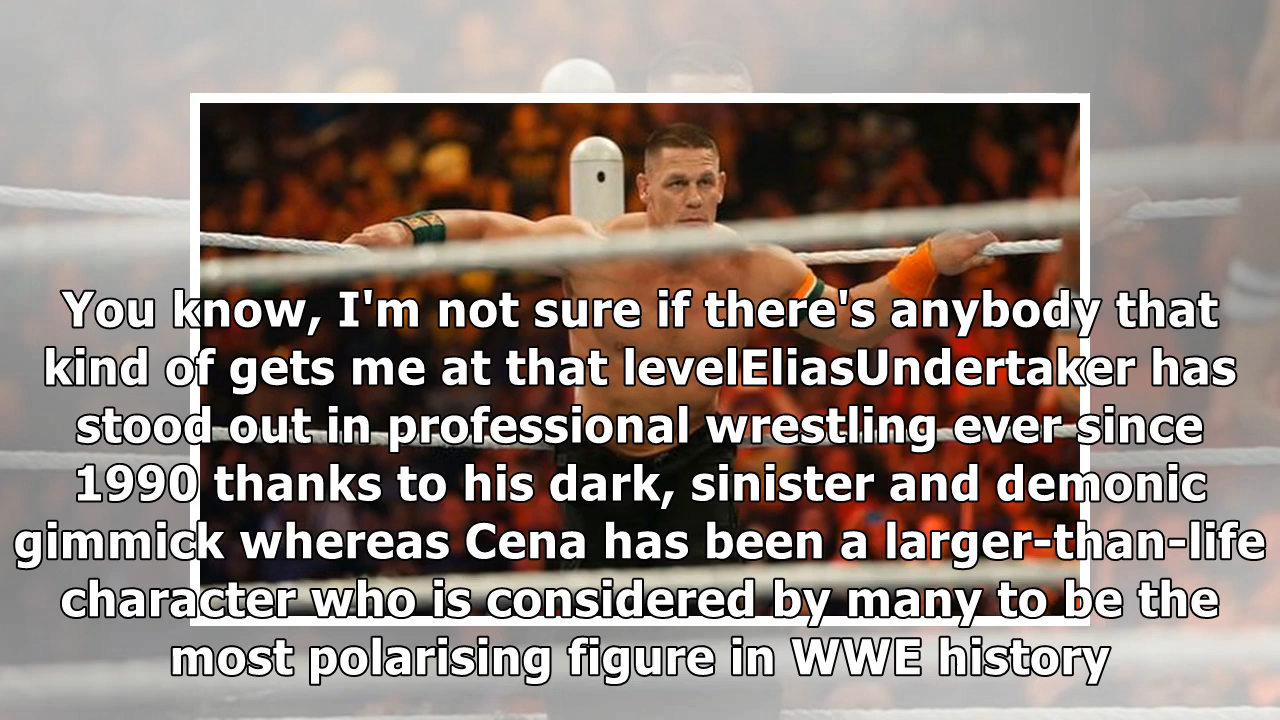 You know, I'm not sure if there's anybody that
kind of gets me at that levelEliasUndertaker has
stood out in professional wrestling ever since
1990 thanks to his dark, sinister and demonic
gimmick whereas Cena has been a larger-than-life
character who is considered by many to be the
most polarising figure in WWE history